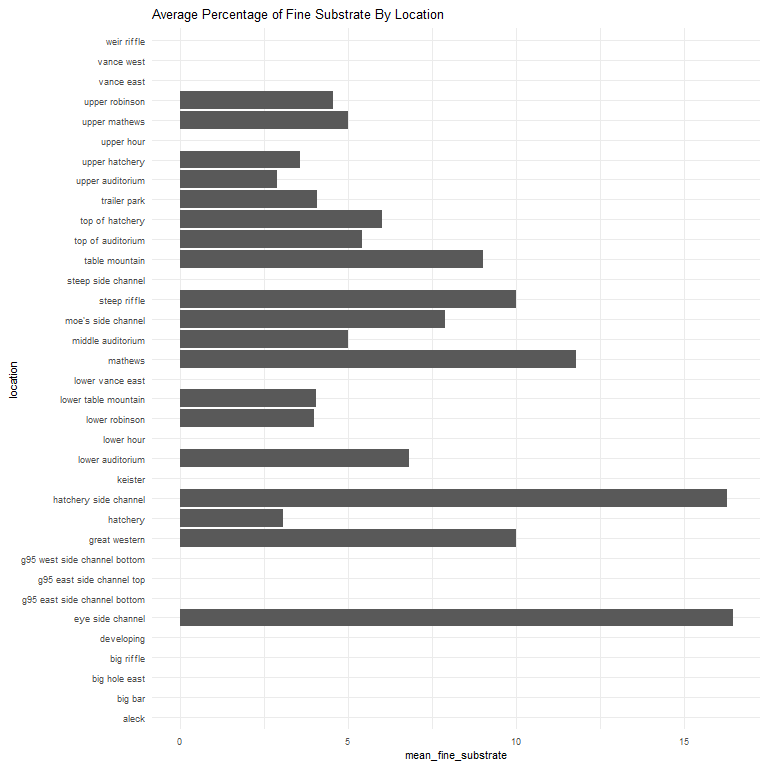 Average Percentage of Fine Substrate By Location
weir riffle
vance west
vance east
upper robinson
upper mathews
upper hour
upper hatchery
upper auditorium
trailer park
top of hatchery
top of auditorium
table mountain
steep side channel
steep riffle
moe's side channel
middle auditorium
mathews
lower vance east
lower table mountain
lower robinson
lower hour
lower auditorium
keister
hatchery side channel
hatchery
great western
g95 west side channel bottom
g95 east side channel top
g95 east side channel bottom
eye side channel
developing
big riffle
big hole east
big bar
aleck
location
0 5 10 15
mean_fine_substrate